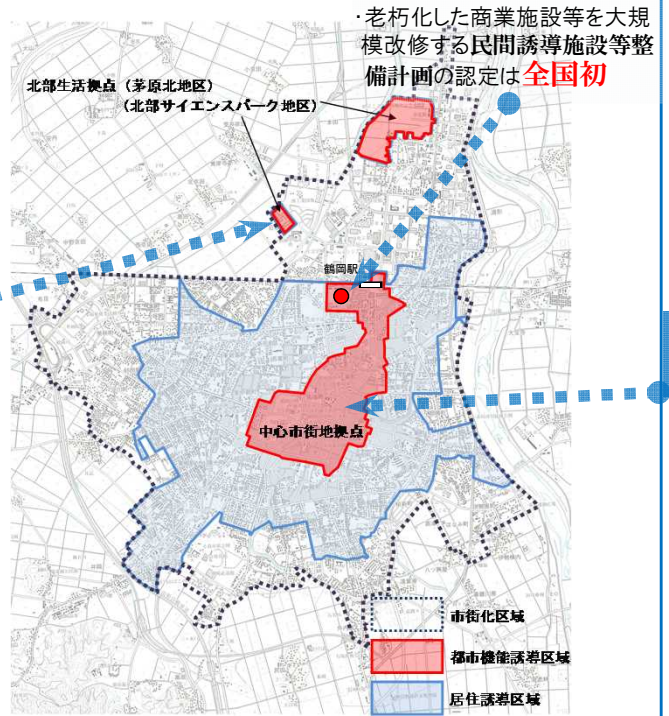 ・老朽化した商業施設等を大規
模改修する民間誘導施設等整
備計画の認定は全国初
北部生活拠点（茅原北地区）
（北部サイエンスパーク地区）
鶴岡駅
中心市街地拠点
市街化区域
都市機能誘導区域
居住誘導区域